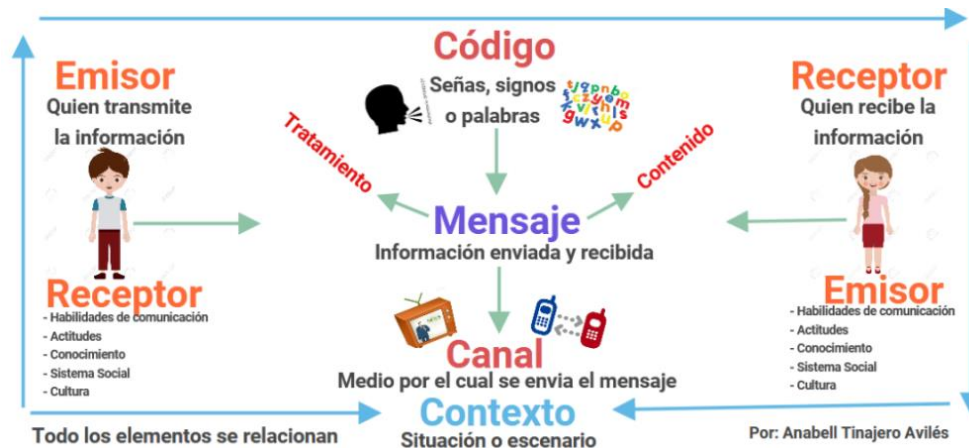 Emisor
Quien transmite
la información
Receptor
- Habilidades de comunicación
- Actitudes
- Conocimiento
- Sistema Social
- Cultura
Código
Señas, signos
o palabras
Tratamiento
Contenido
Mensaje
Información enviada y recibida
Canal
Medio por el cual se envia el mensaje
Contexto
Situación o escenario
Receptor
Quien recibe la
información
Emisor
- Habilidades de comunicación
- Actitudes
- Conocimiento
- Sistema Social
- Cultura
Todo los elementos se relacionan
Por: Anabell Tinajero Avilés